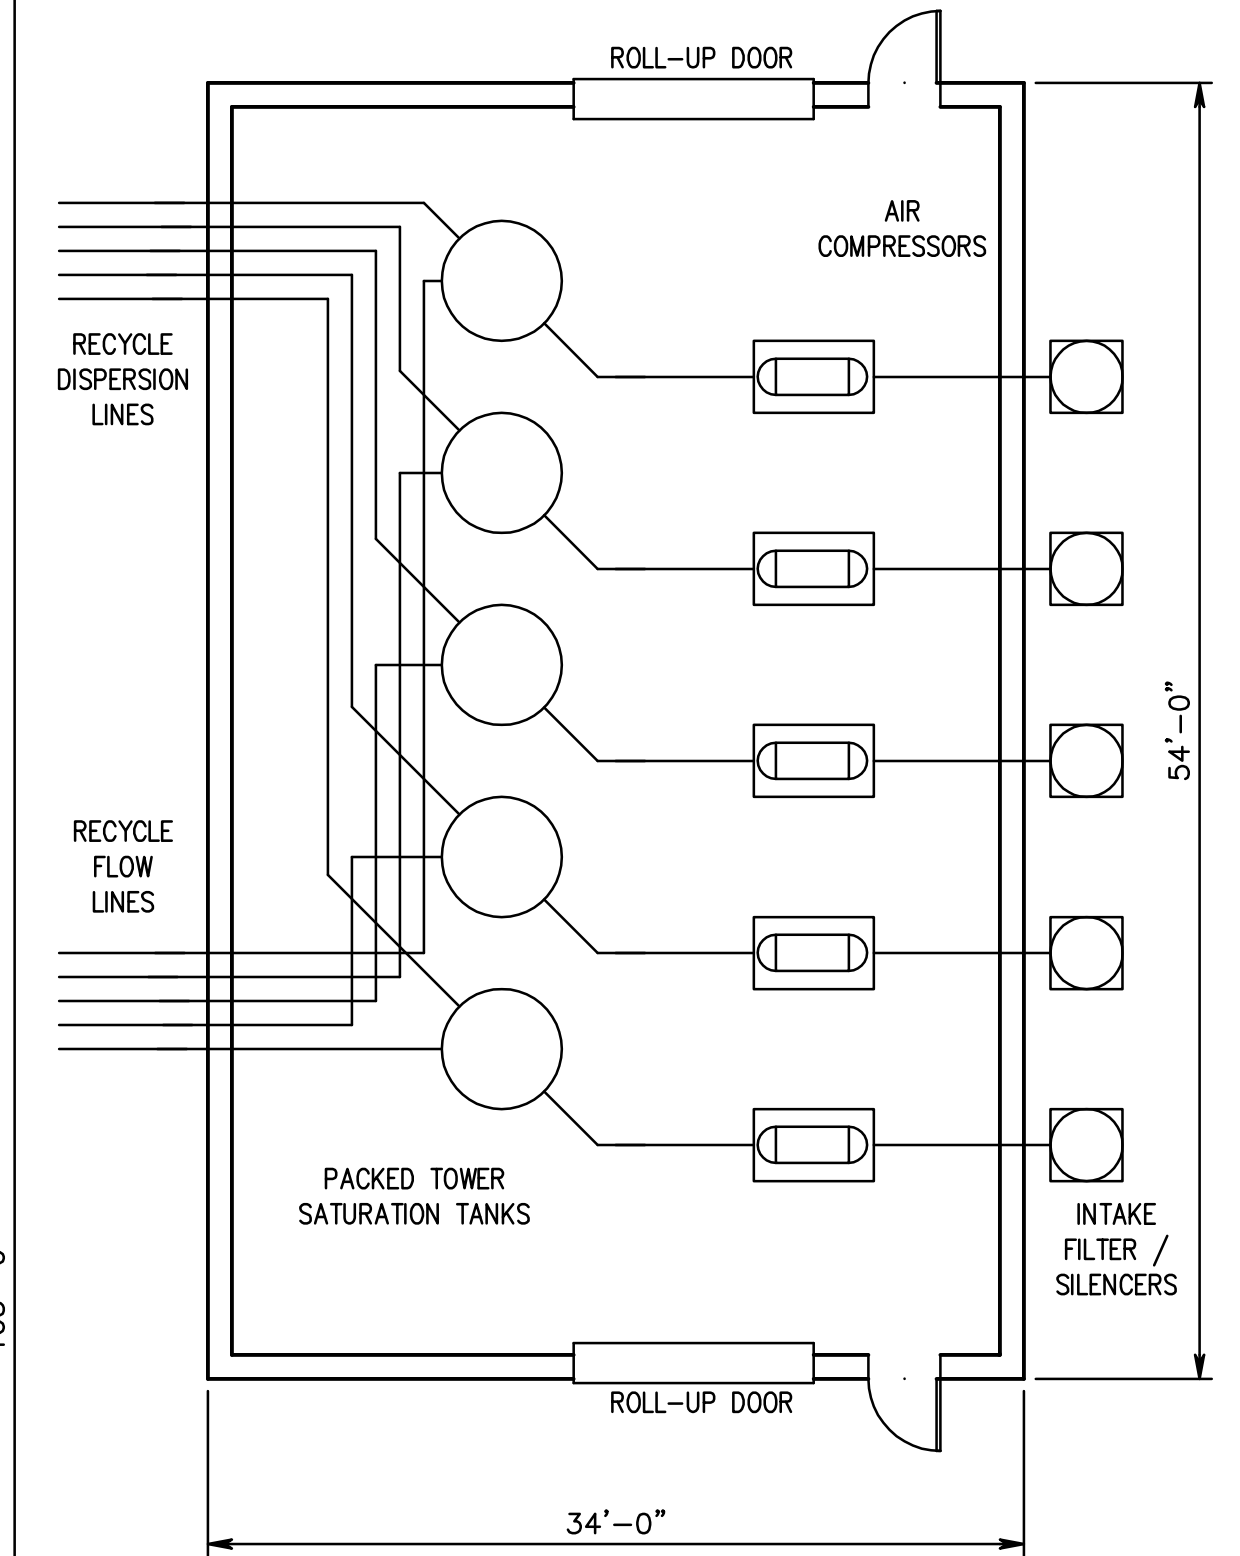 ROLL-UP DOOR
AIR
COMPRESSORS
RECYCLE
DISPERSION
LINES
54'-0"
RECYCLE
FLOW
LINES
PACKED TOWER
SATURATION TANKS
INTAKE
FILTER /
SILENCERS
ROLL-UP DOOR
34'-0"